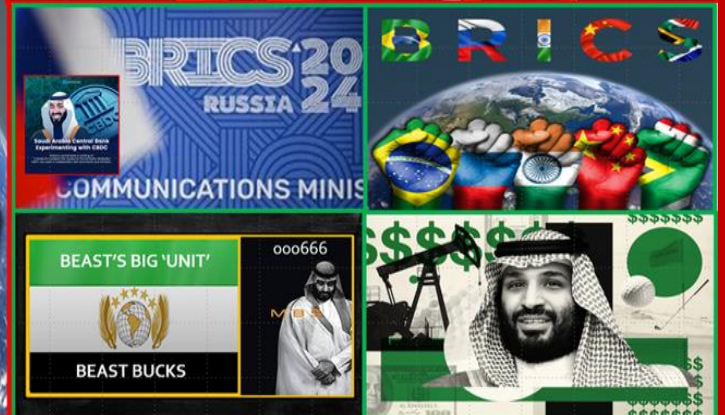 BRICS 2024
RUSSIA
COMMUNICATIONS MINIS
CBDC
Saudi Arabia Central Bank
Experimenting with CBDC
BRICS
BEAST'S BIG 'UNIT'
BEAST BUCKS
ooo666
MBS
$$$$$$$
$$$$$